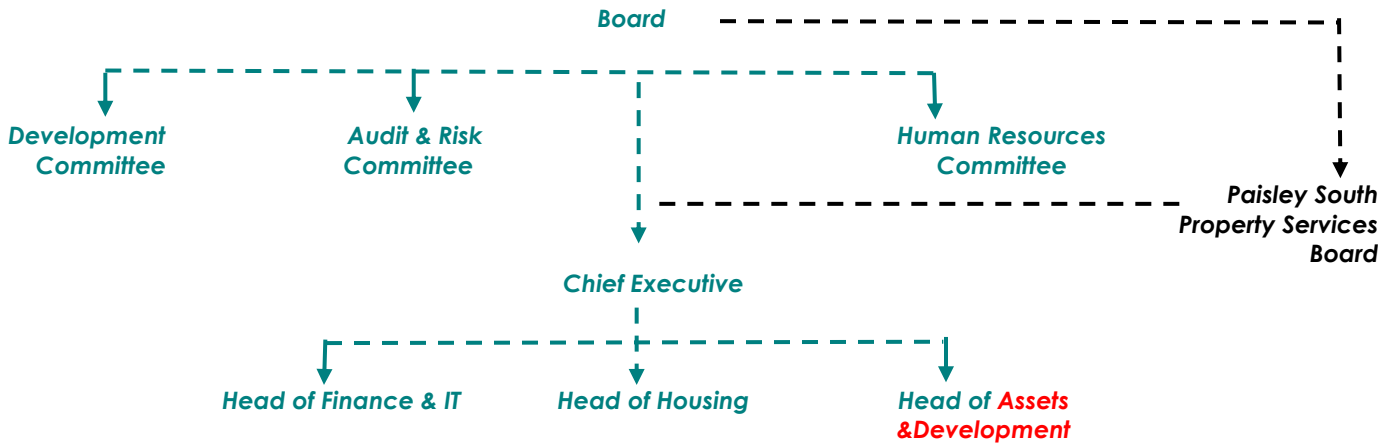 Board
Development
Committee
Audit & Risk
Committee
Human Resources
Committee
Paisley South
Property Services
Board
Chief Executive
Head of Finance & IT
Head of Housing
Head of Assets
&Development